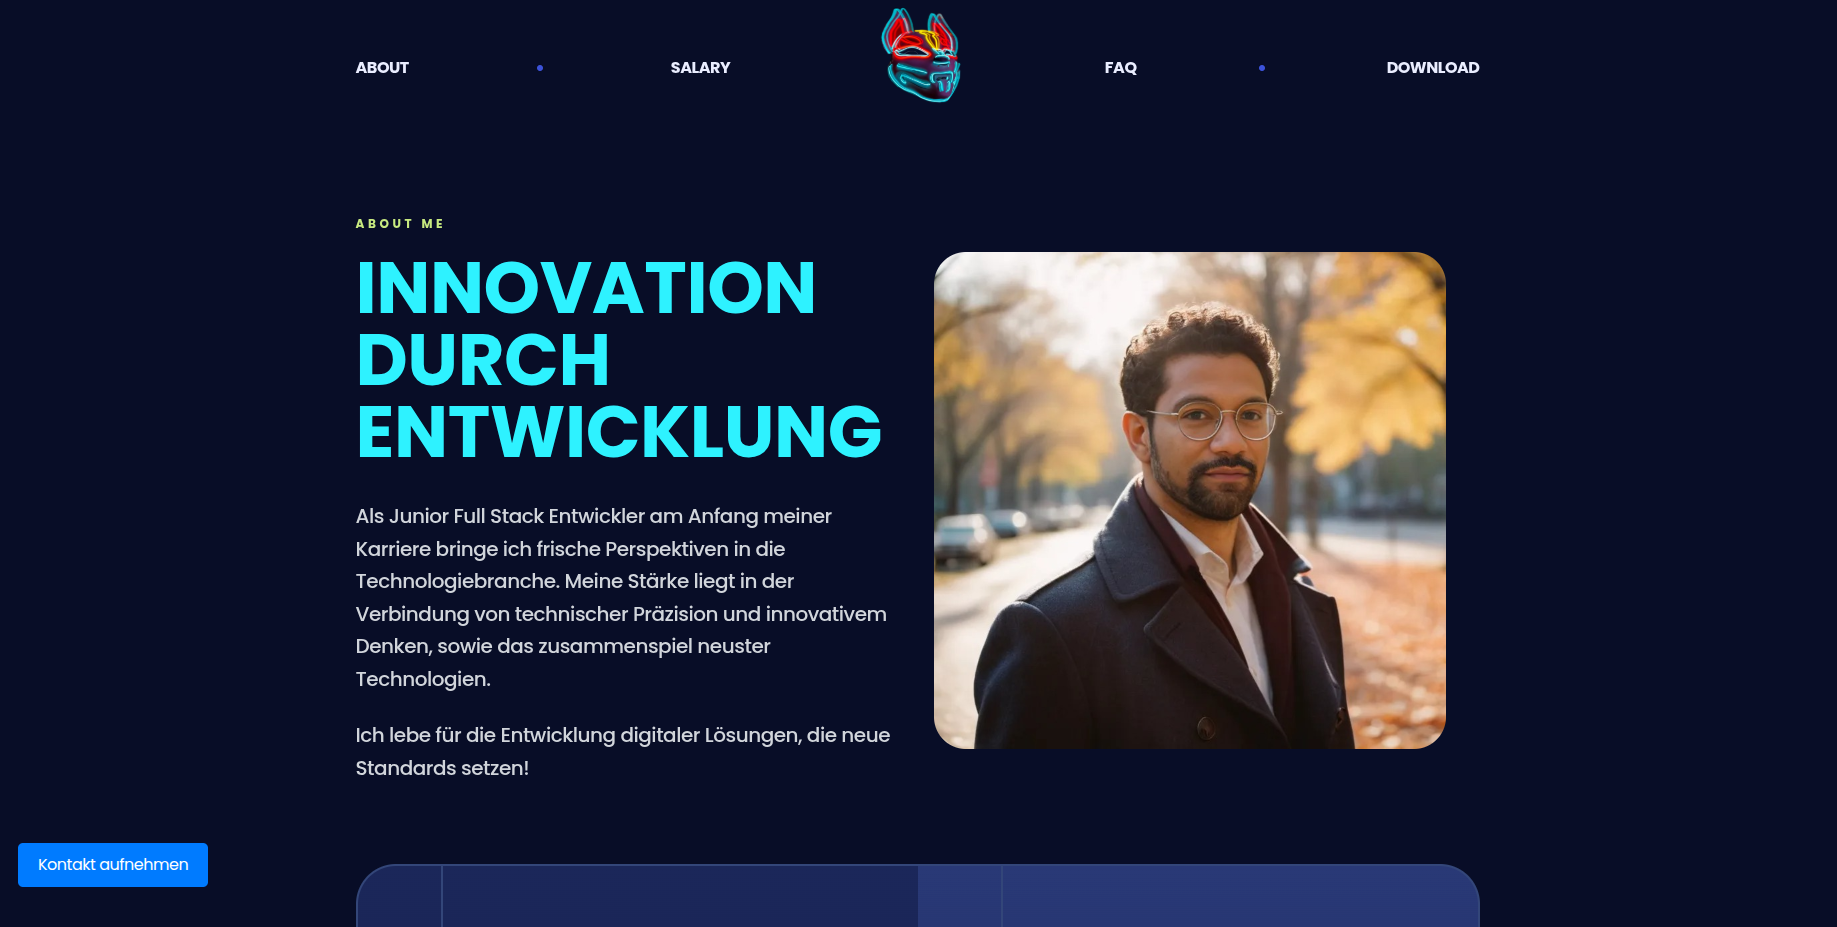 ABOUT
SALARY
FAQ
DOWNLOAD
ABOUT ME
INNOVATION
DURCH
ENTWICKLUNG
Als Junior Full Stack Entwickler am Anfang meiner
Karriere bringe ich frische Perspektiven in die
Technologiebranche. Meine Stärke liegt in der
Verbindung von technischer Präzision und innovativem
Denken, sowie das zusammenspiel neuster
Technologien.
Ich lebe für die Entwicklung digitaler Lösungen, die neue
Standards setzen!
Kontakt aufnehmen